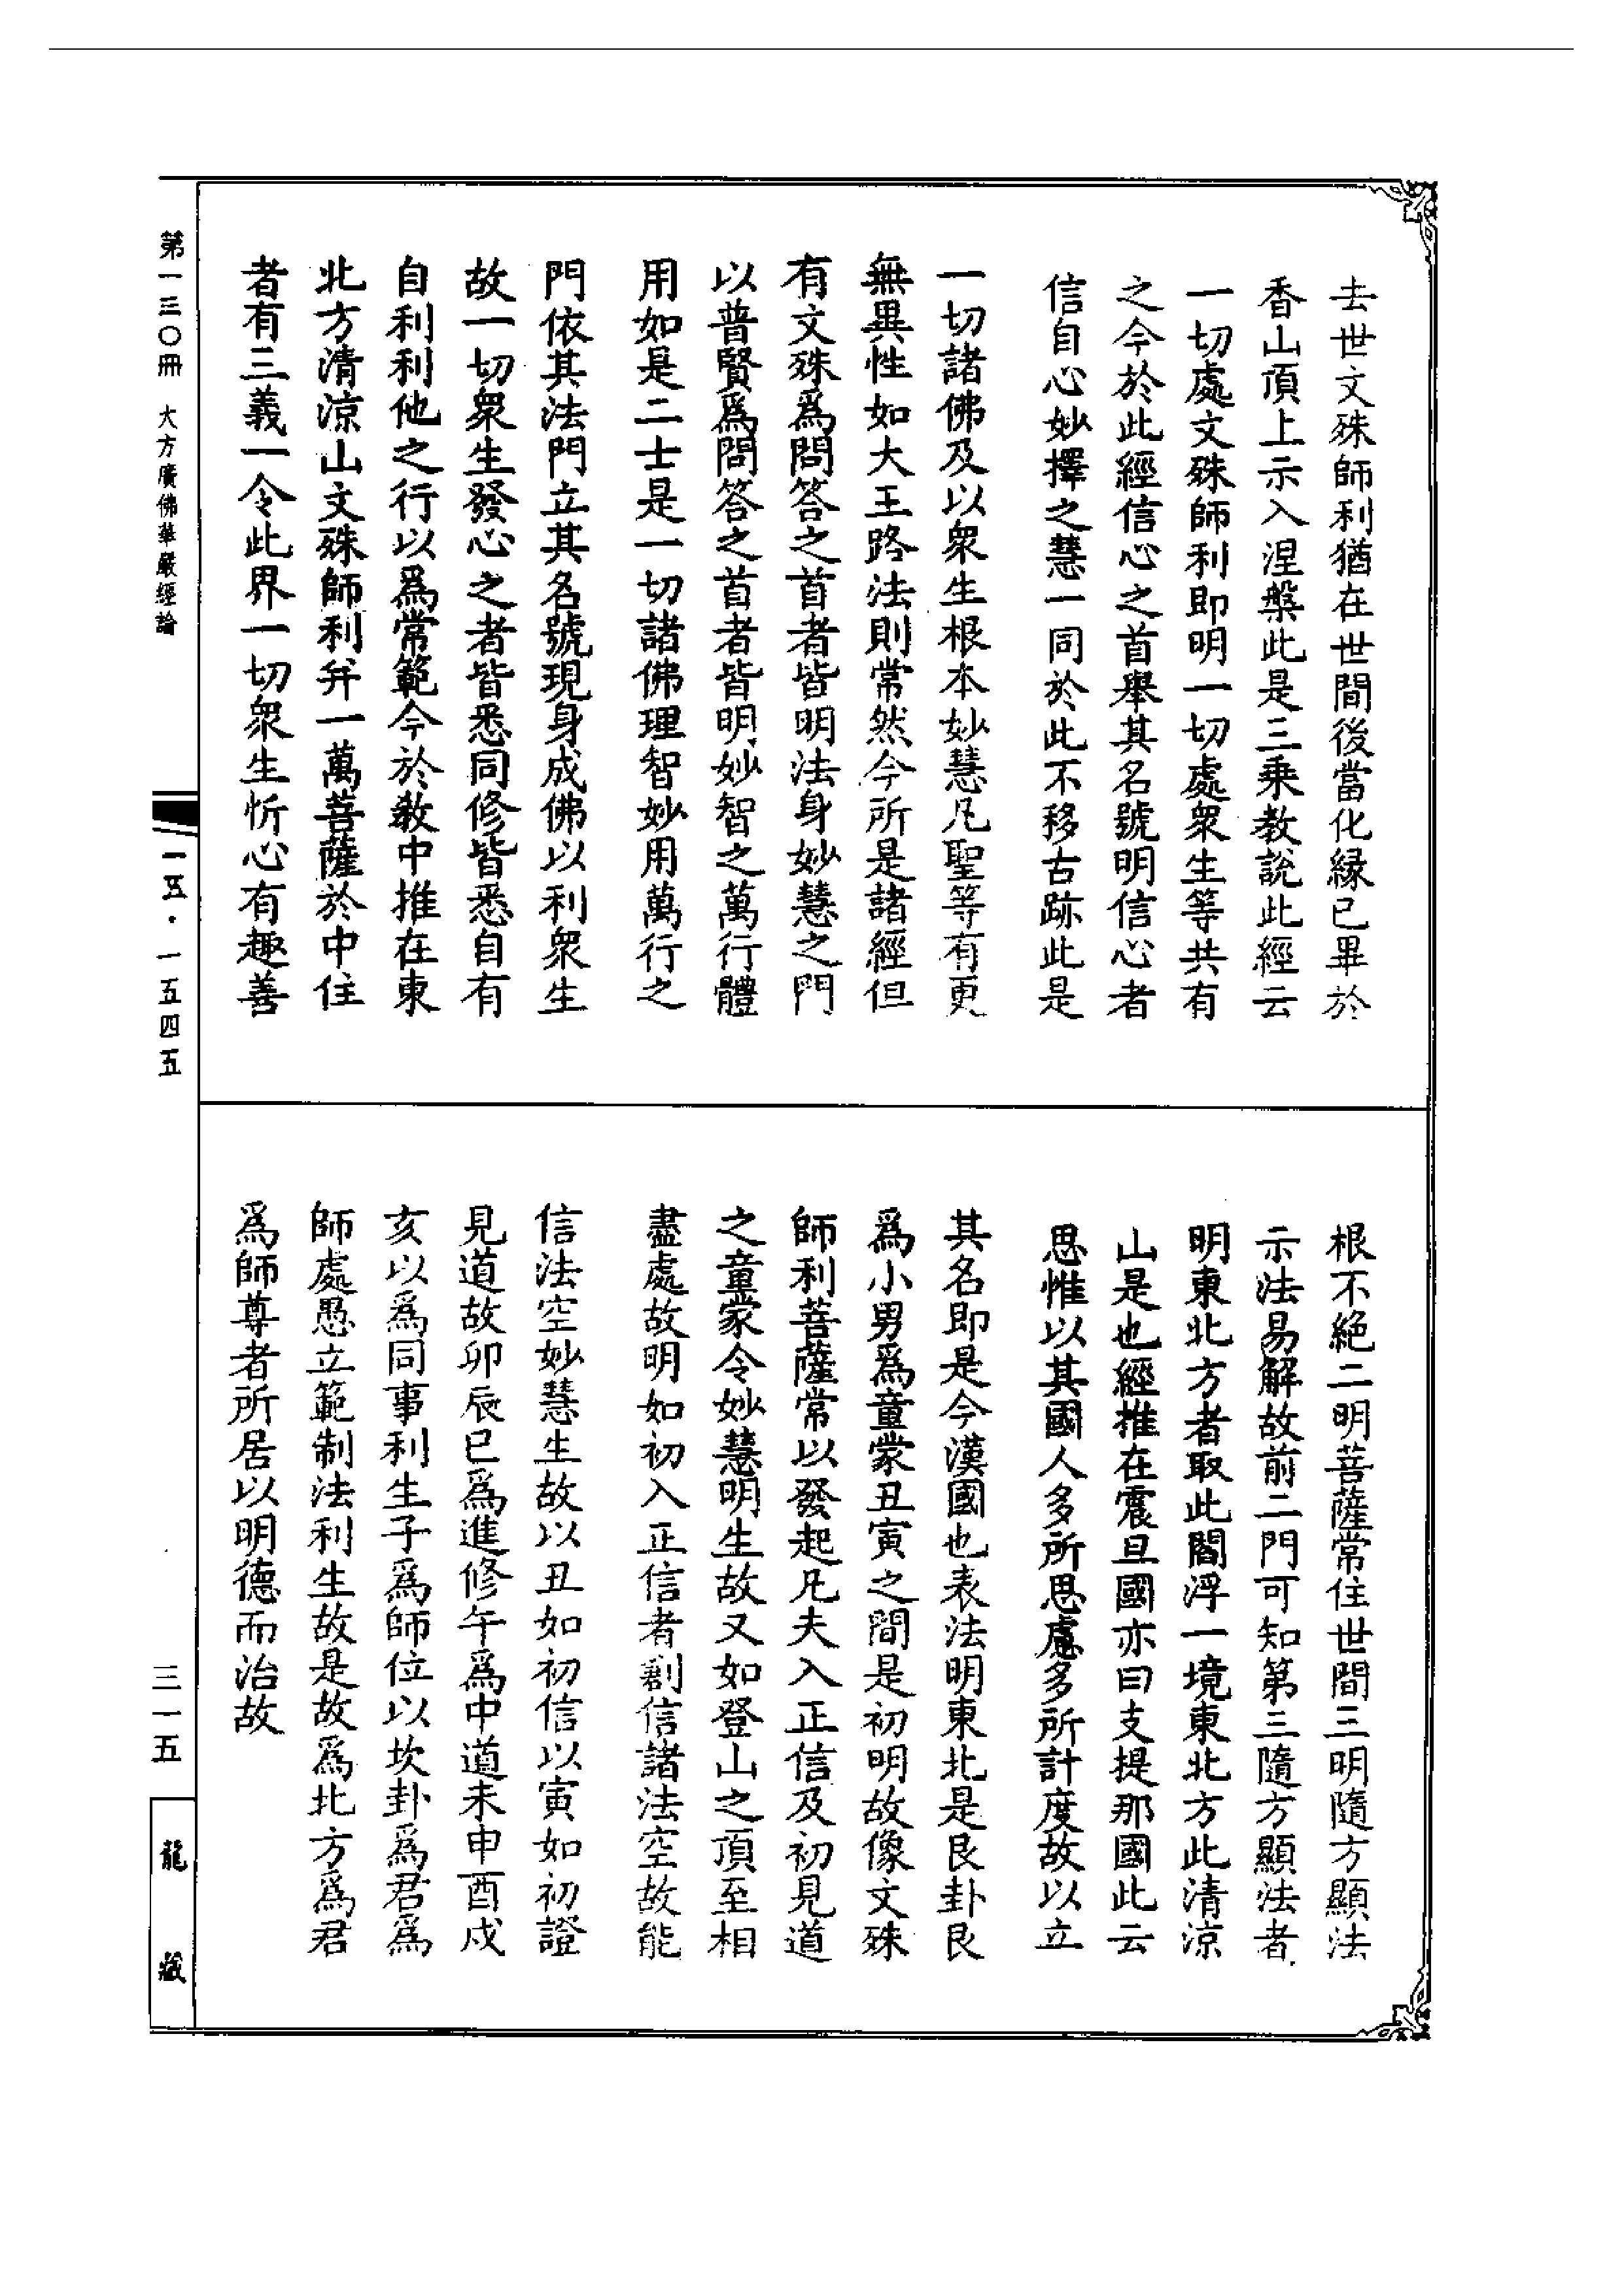 去世文殊師利猶在世間後當化緣已畢於
香山頂上示入涅槃此是三乘教說此經云
一切處文殊師利即明一切處衆生等共有
之今於此經信心之首舉其名號明信心者
信自心妙擇之慧一同於此不移古跡此是
一切諸佛及以衆生根本妙慧凡聖等有更
無異性如大王路法則常然今所是諸經但
有文殊爲問答之首者皆明法身妙慧之門
以普賢爲問答之首者皆明妙智之萬行體
用如是二士是一切諸佛理智妙用萬行之
門依其法門立其名號現身成佛以利衆生
故一切衆生發心之者皆悉同修皆悉自有
自利利他之行以爲常範今於教中推在東
北方清涼山文殊師利并一萬菩薩於中住
者有三義一令此界一切衆生忻心有趣善
根不絕二明菩薩常住世間三明隨方顯法
示法易解故前二門可知第三隨方顯法者
明東北方者取此閻浮一境東北方此清涼
山是也經推在震旦國亦曰支提那國此云
思惟以其國人多所思慮多所計度故以立
其名即是今漢國也表法明東北是艮卦艮
爲小男爲童蒙丑寅之間是初明故像文殊
師利菩薩常以發起凡夫入正信及初見道
之童蒙令妙慧明生故又如登山之頂至相
盡處故明如初入正信者創信諸法空故能
信法空妙慧生故以丑如初信以寅如初證
見道故卯辰巳爲進修午爲中道未申酉戌
亥以爲同事利生子爲師位以坎卦爲君爲
師處愚立範制法利生故是故爲北方爲君
爲師尊者所居以明德而治故
第一三〇冊 大方廣佛華嚴經論
一五・一五四五
三一五
龍藏